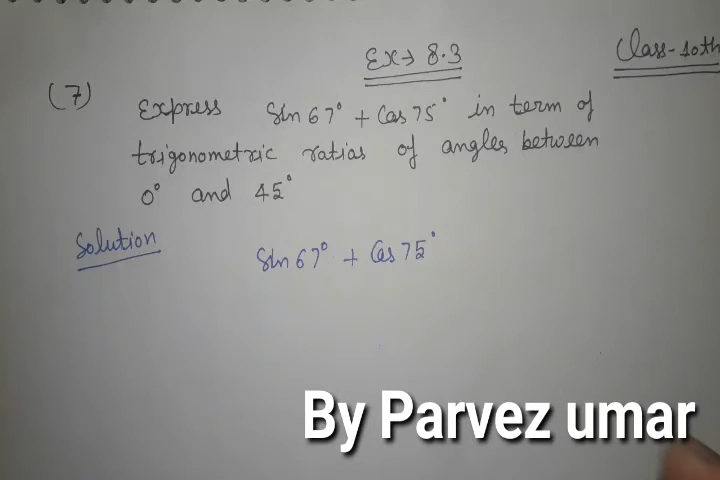 Ex→ 8.3
Class-10th
(7) Express Sin 67° + Cos 75° in term of
trigonometric ratias of angles between
0° and 45°
Solution
Sin 67° + Cos 75°
By Parvez umar